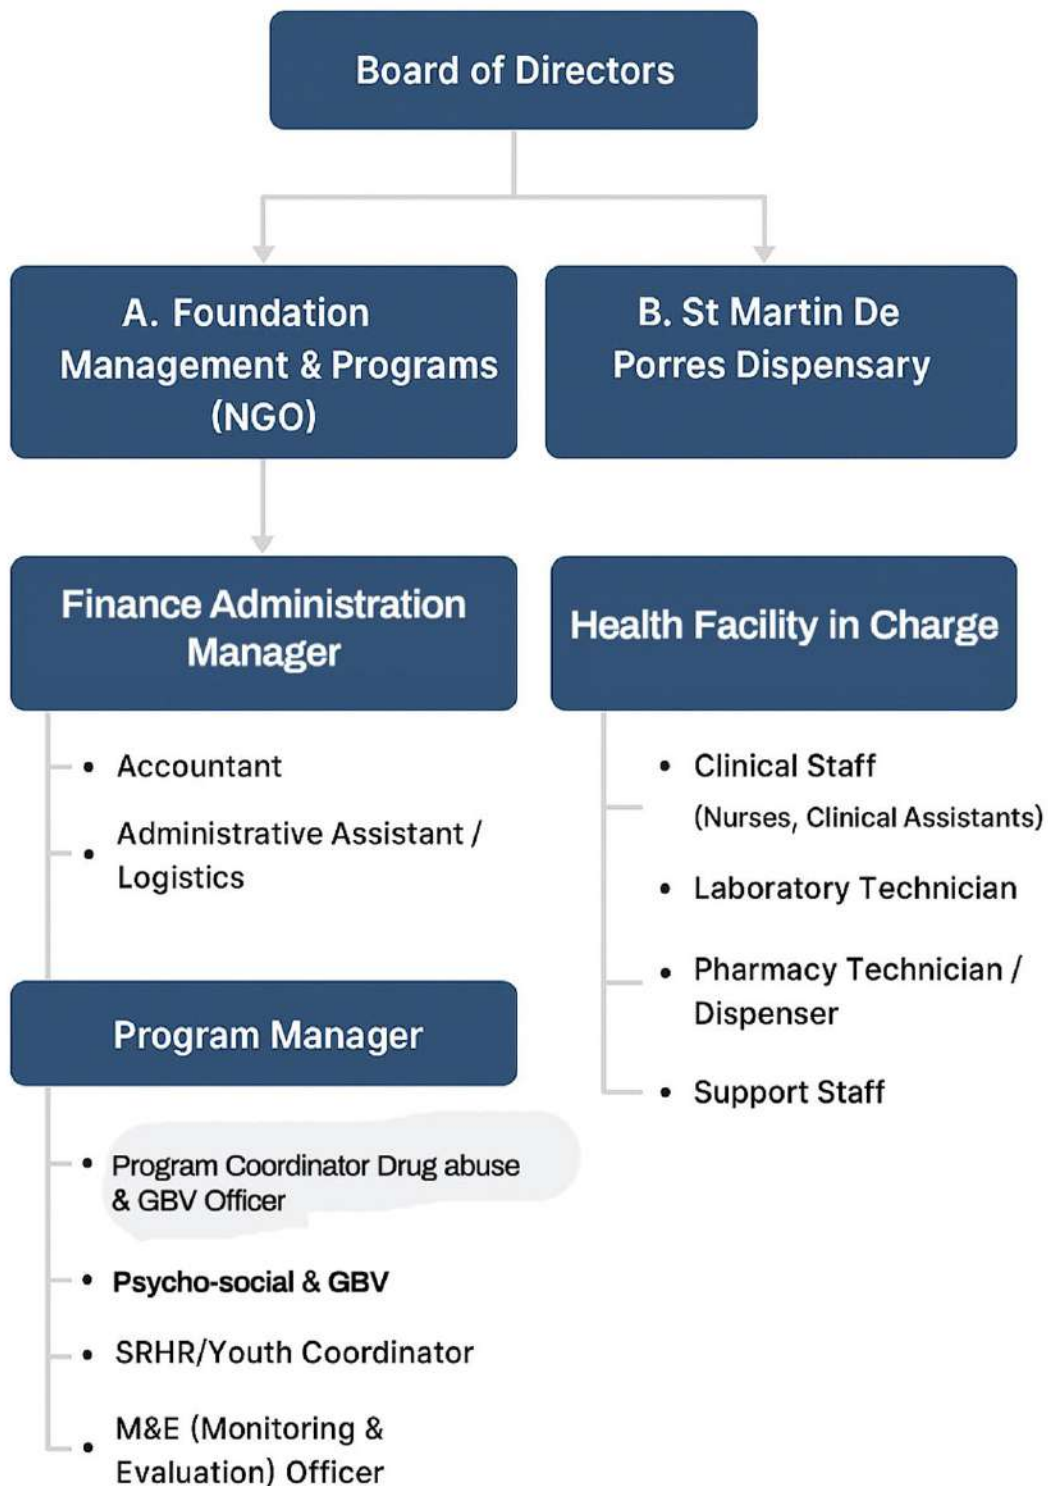 Board of Directors
A. Foundation
Management & Programs
(NGO)
B. St Martin De
Porres Dispensary
Finance Administration
Manager
• Accountant
• Administrative Assistant /
Logistics
Program Manager
• Program Coordinator Drug abuse
& GBV Officer
• Psycho-social & GBV
• SRHR/Youth Coordinator
• M&E (Monitoring &
Evaluation) Officer
Health Facility in Charge
• Clinical Staff
(Nurses, Clinical Assistants)
• Laboratory Technician
• Pharmacy Technician /
Dispenser
• Support Staff